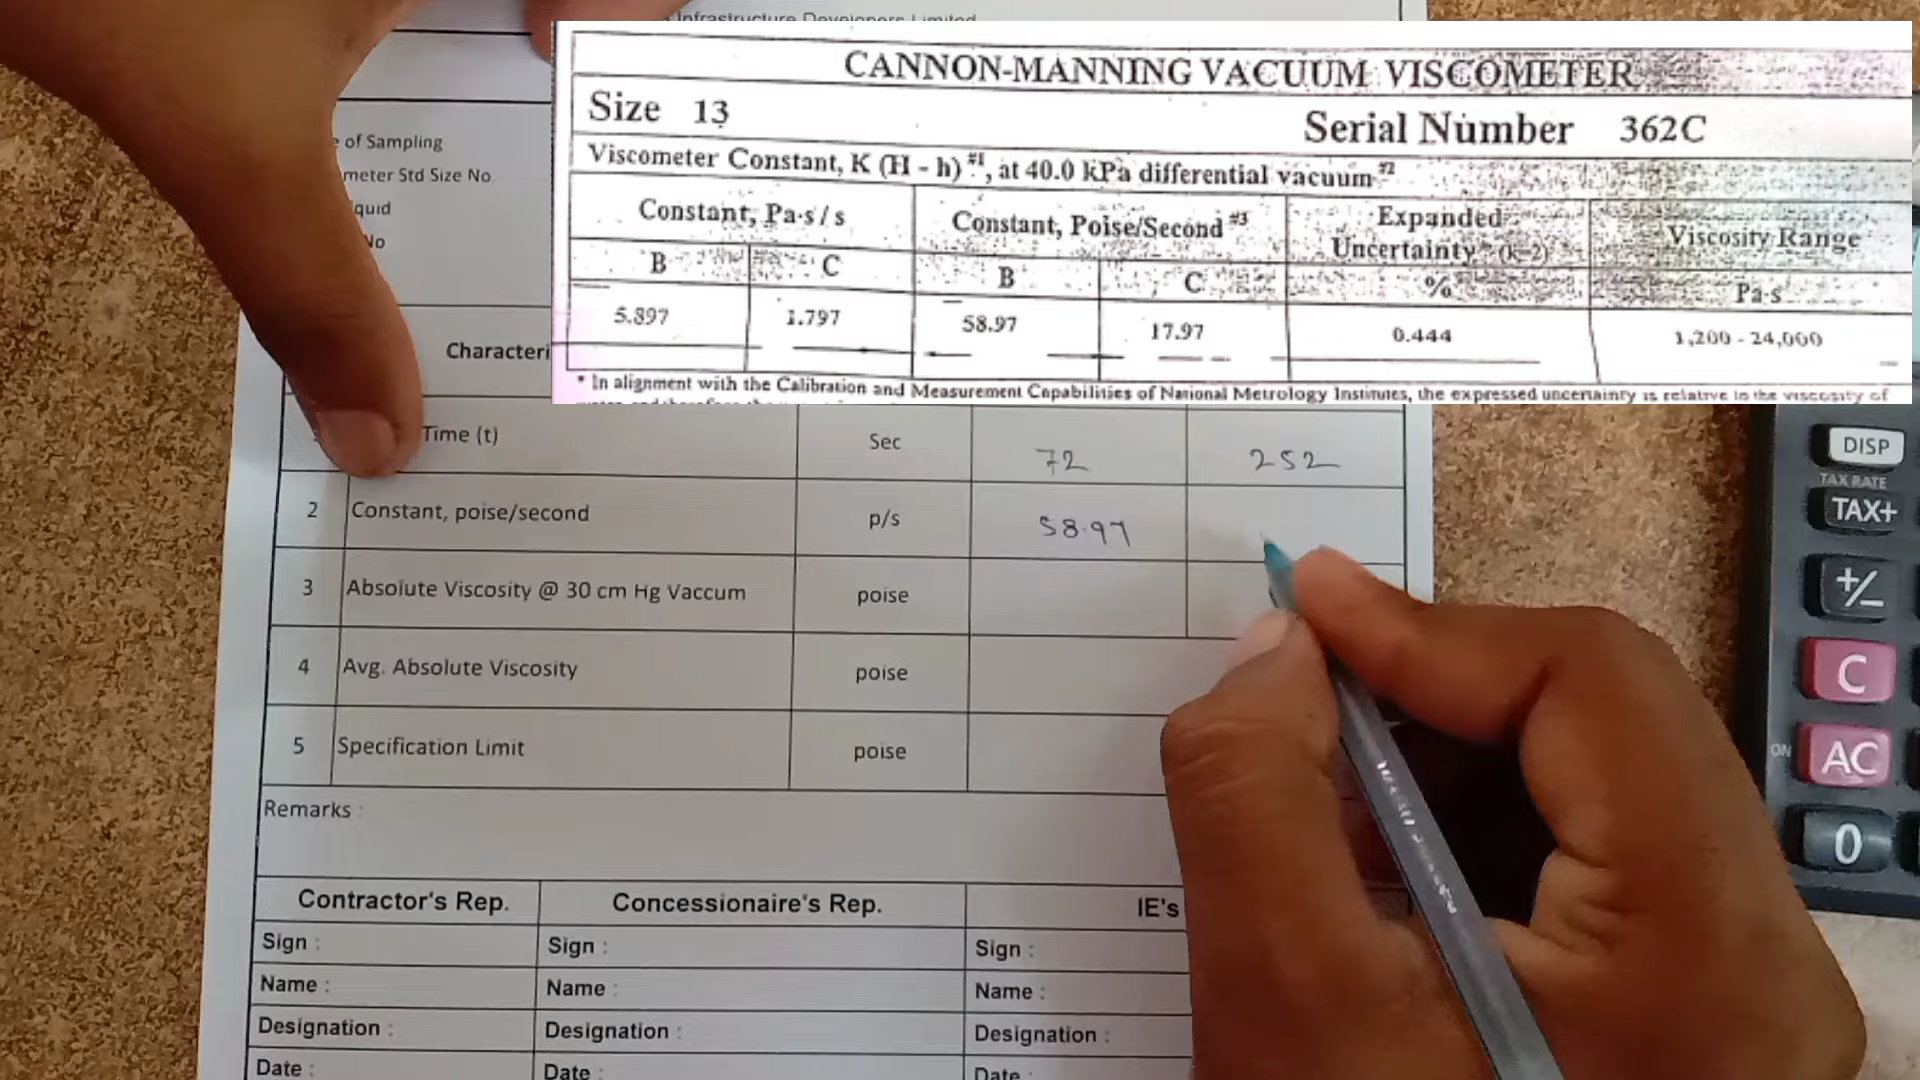 Infrastructure Developers Limited
CANNON-MANNING VACUUM VISCOMETER
Size 13
Serial Number 362C
Viscometer Constant, K (H - h) #1, at 40.0 kPa differential vacuum #2
Constant, Pa·s/s
Constant, Poise/Second #3
Expanded Uncertainty (k=2)
Viscosity Range
B
C
B
C
%
Pa·s
5.897
1.797
58.97
17.97
0.444
1,200 - 24,000
* In alignment with the Calibration and Measurement Capabilities of National Metrology Institutes, the expressed uncertainty is relative to the viscosity of
of Sampling
meter Std Size No.
quid
No
Characteri
Time (t)
Sec
72
252
2
Constant, poise/second
p/s
58.97
3
Absolute Viscosity @ 30 cm Hg Vaccum
poise
4
Avg. Absolute Viscosity
poise
5
Specification Limit
poise
Remarks :
Contractor's Rep.
Concessionaire's Rep.
IE's
Sign :
Sign :
Sign :
Name :
Name :
Name :
Designation :
Designation :
Designation :
Date :
Date :
Date :
DISP
TAX RATE
TAX+
+/-
C
ON
AC
0